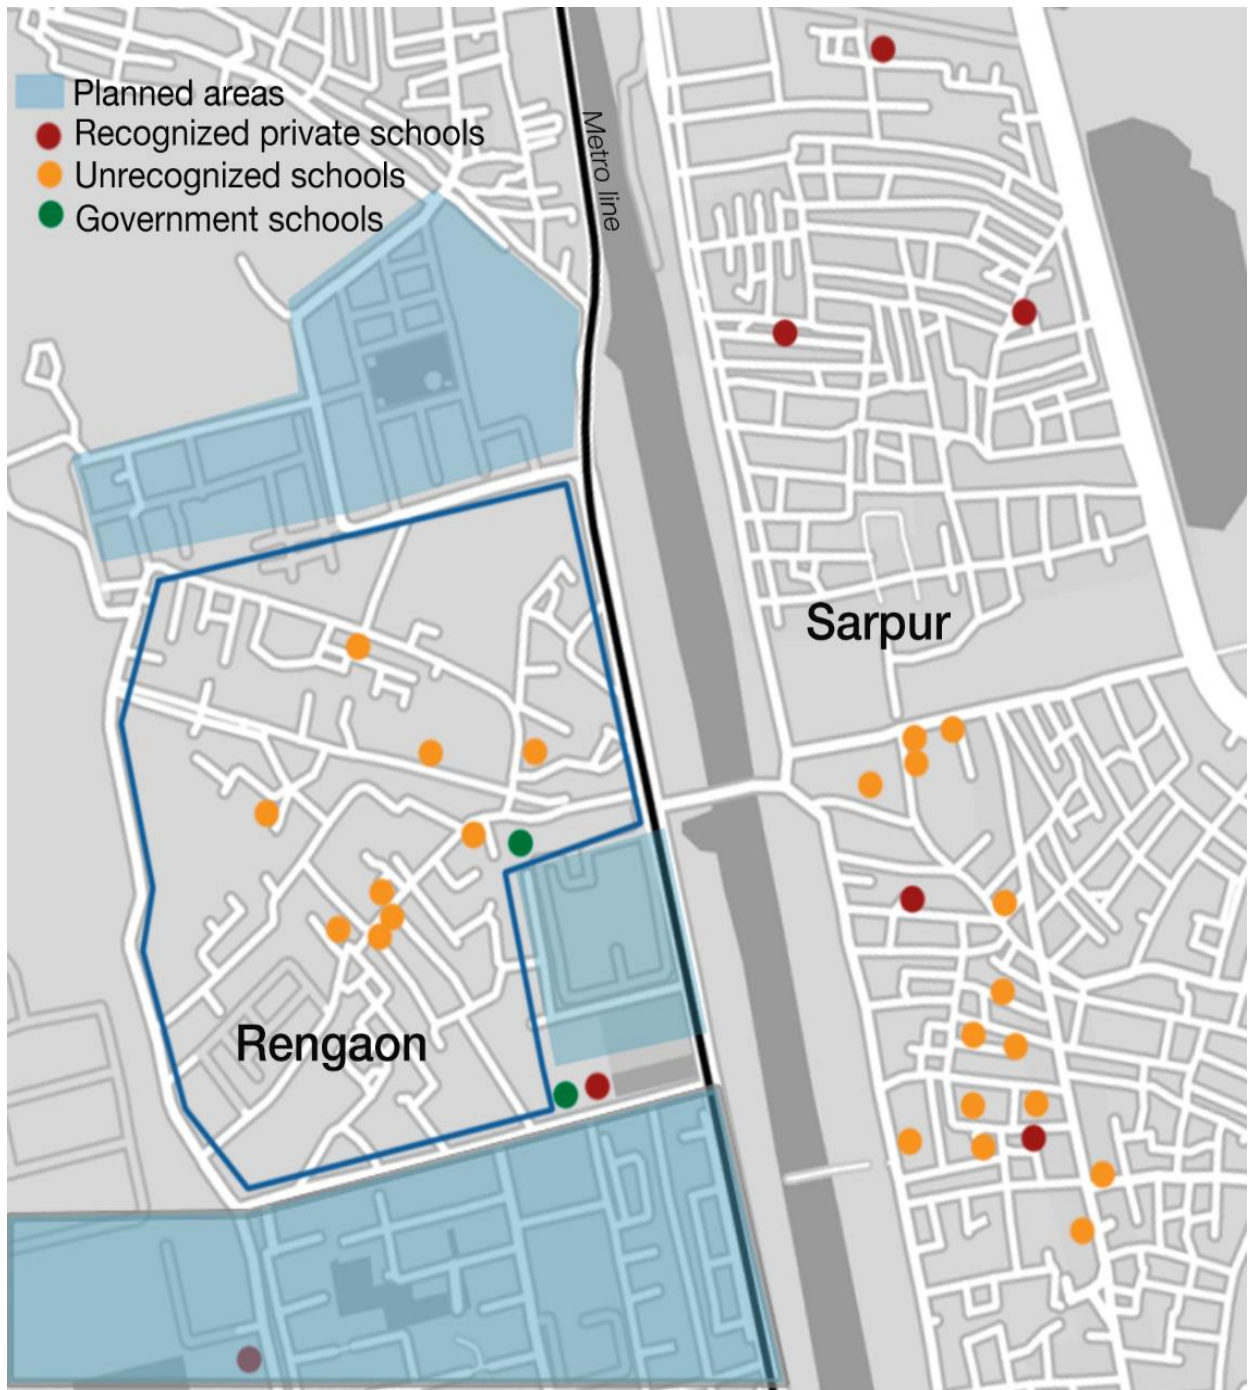 Planned areas
Recognized private schools
Unrecognized schools
Government schools
Metro line
Sarpur
Rengaon